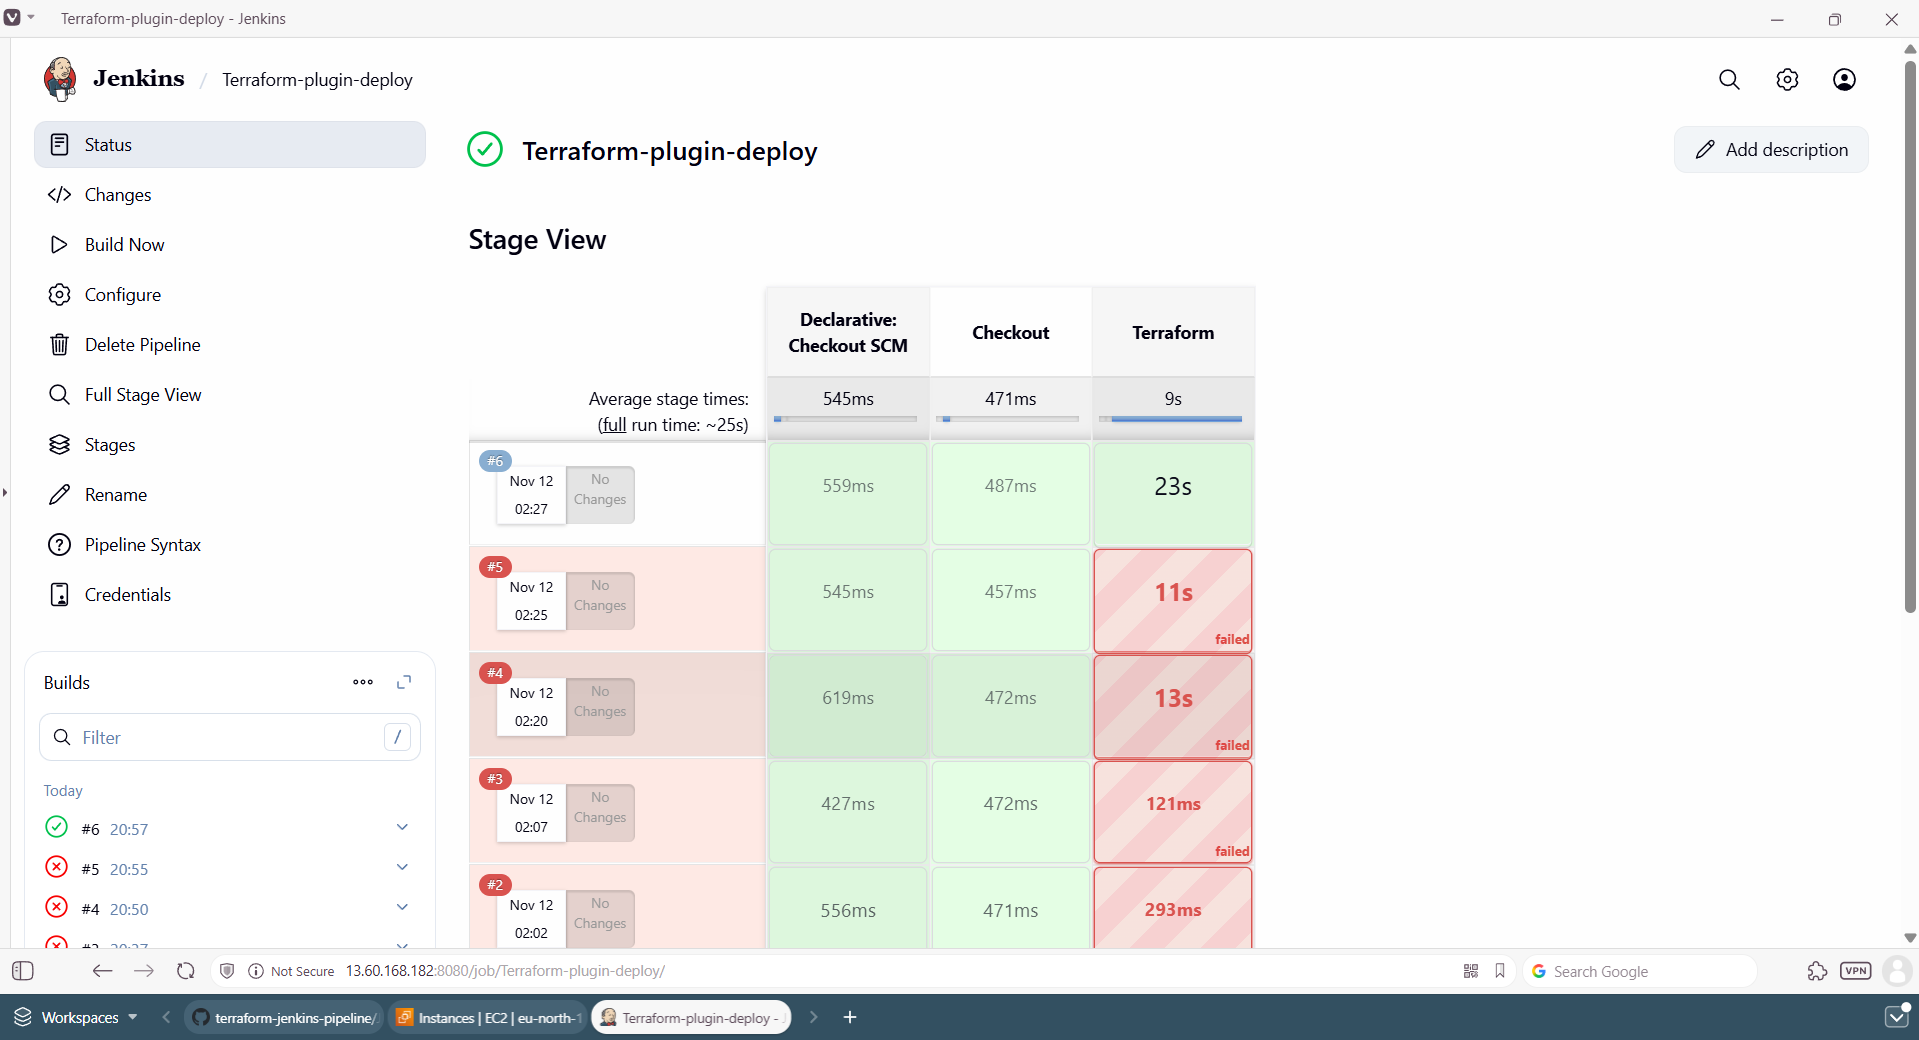 Terraform-plugin-deploy - Jenkins
Jenkins / Terraform-plugin-deploy
Status
Changes
Build Now
Configure
Delete Pipeline
Full Stage View
Stages
Rename
Pipeline Syntax
Credentials
Builds
Filter /
Today
#6 20:57
#5 20:55
#4 20:50
Terraform-plugin-deploy
Add description
Stage View
Declarative: Checkout SCM
Checkout
Terraform
Average stage times:
(full run time: ~25s)
545ms 471ms 9s
#6
Nov 12
02:27
No Changes
559ms 487ms 23s
#5
Nov 12
02:25
No Changes
545ms 457ms 11s
failed
#4
Nov 12
02:20
No Changes
619ms 472ms 13s
failed
#3
Nov 12
02:07
No Changes
427ms 472ms 121ms
failed
#2
Nov 12
02:02
No Changes
556ms 471ms 293ms
Not Secure 13.60.168.182:8080/job/Terraform-plugin-deploy/
Search Google
VPN
Workspaces
terraform-jenkins-pipeline/
Instances | EC2 | eu-north-1
Terraform-plugin-deploy -